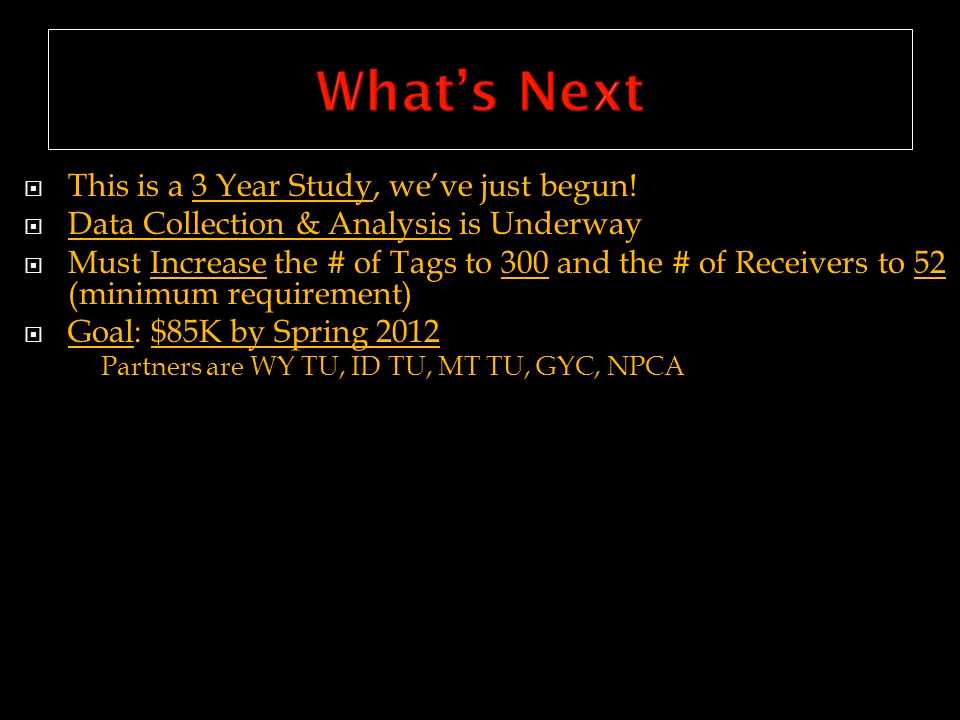 What’s Next
This is a 3 Year Study, we’ve just begun!
Data Collection & Analysis is Underway
Must Increase the # of Tags to 300 and the # of Receivers to 52
(minimum requirement)
Goal: $85K by Spring 2012
Partners are WY TU, ID TU, MT TU, GYC, NPCA